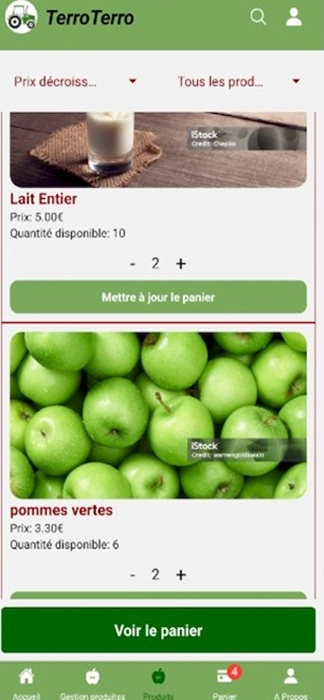 TerroTerro
Prix décroiss... Tous les prod...
iStock
Credit: Chepko
Lait Entier
Prix: 5.00€
Quantité disponible: 10
- 2 +
Mettre à jour le panier
iStock
Credit: warrengoldswain
pommes vertes
Prix: 3.30€
Quantité disponible: 6
- 2 +
Voir le panier
4
Accueil Gestion produitss Produits Panier A Propos